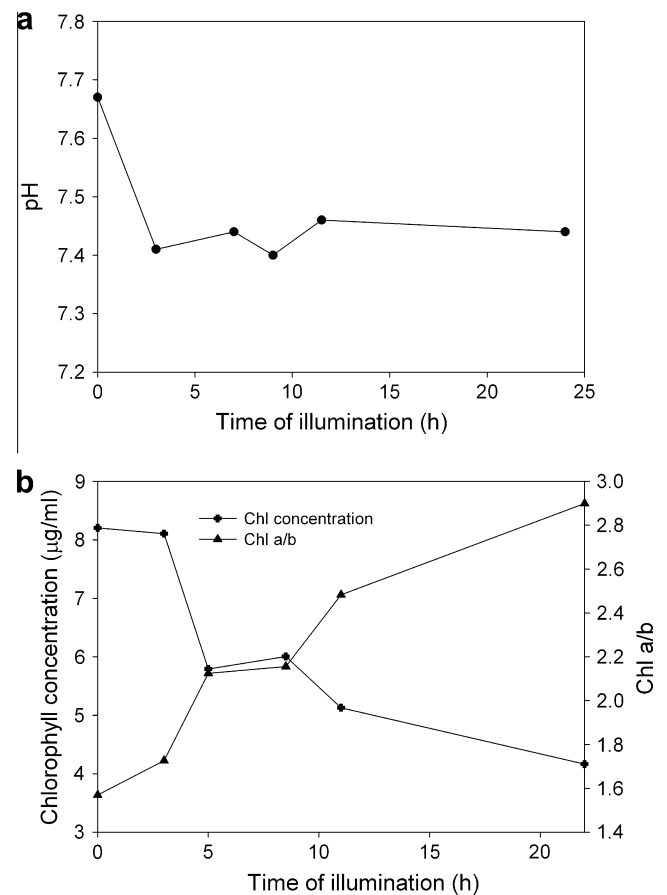 a
7.8
7.7
7.6
7.5
7.4
7.3
7.2
pH
0 5 10 15 20 25
Time of illumination (h)
b
9
8
7
6
5
4
3
Chlorophyll concentration (μg/ml)
Chl concentration
Chl a/b
3.0
2.8
2.6
2.4
2.2
2.0
1.8
1.6
1.4
Chl a/b
0 5 10 15 20
Time of illumination (h)